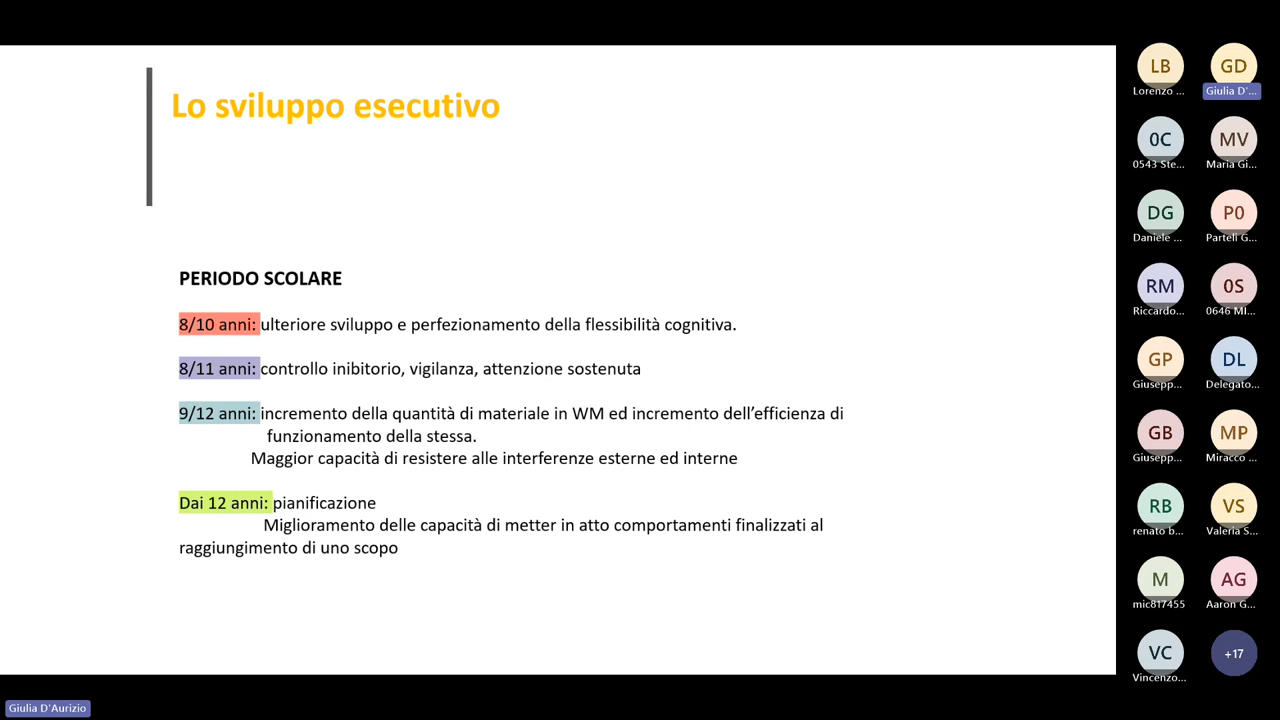 Lo sviluppo esecutivo
PERIODO SCOLARE
8/10 anni: ulteriore sviluppo e perfezionamento della flessibilità cognitiva.
8/11 anni: controllo inibitorio, vigilanza, attenzione sostenuta
9/12 anni: incremento della quantità di materiale in WM ed incremento dell'efficienza di
funzionamento della stessa.
Maggior capacità di resistere alle interferenze esterne ed interne
Dai 12 anni: pianificazione
Miglioramento delle capacità di metter in atto comportamenti finalizzati al
raggiungimento di uno scopo
LB
Lorenzo ...
GD
Giulia D'...
0C
0543 Ste...
MV
Maria Gi...
DG
Daniele ...
P0
Parteli G...
RM
Riccardo...
0S
0646 MI...
GP
Giusepp...
DL
Delegato...
GB
Giusepp...
MP
Miracco ...
RB
renato b...
VS
Valeria S...
M
mic817455
AG
Aaron G...
VC
Vincenzo...
+17
Giulia D'Aurizio